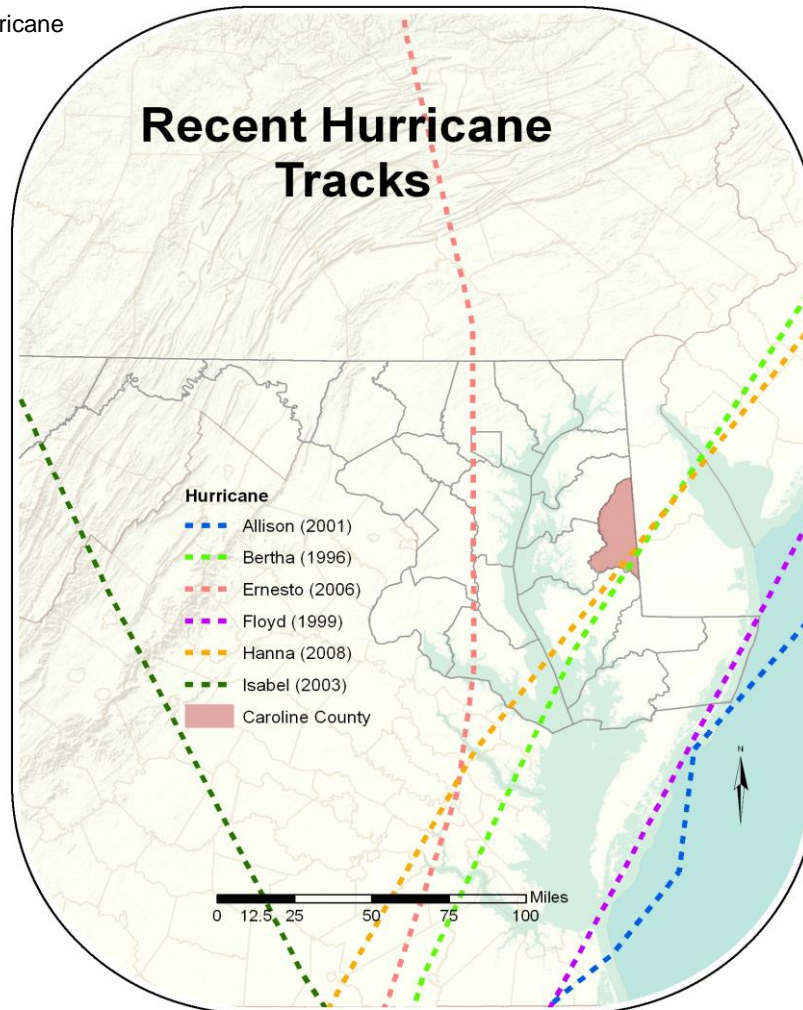 Recent Hurricane
Tracks
Hurricane
Allison (2001)
Bertha (1996)
Ernesto (2006)
Floyd (1999)
Hanna (2008)
Isabel (2003)
Caroline County
N
Miles
0 12.5 25 50 75 100